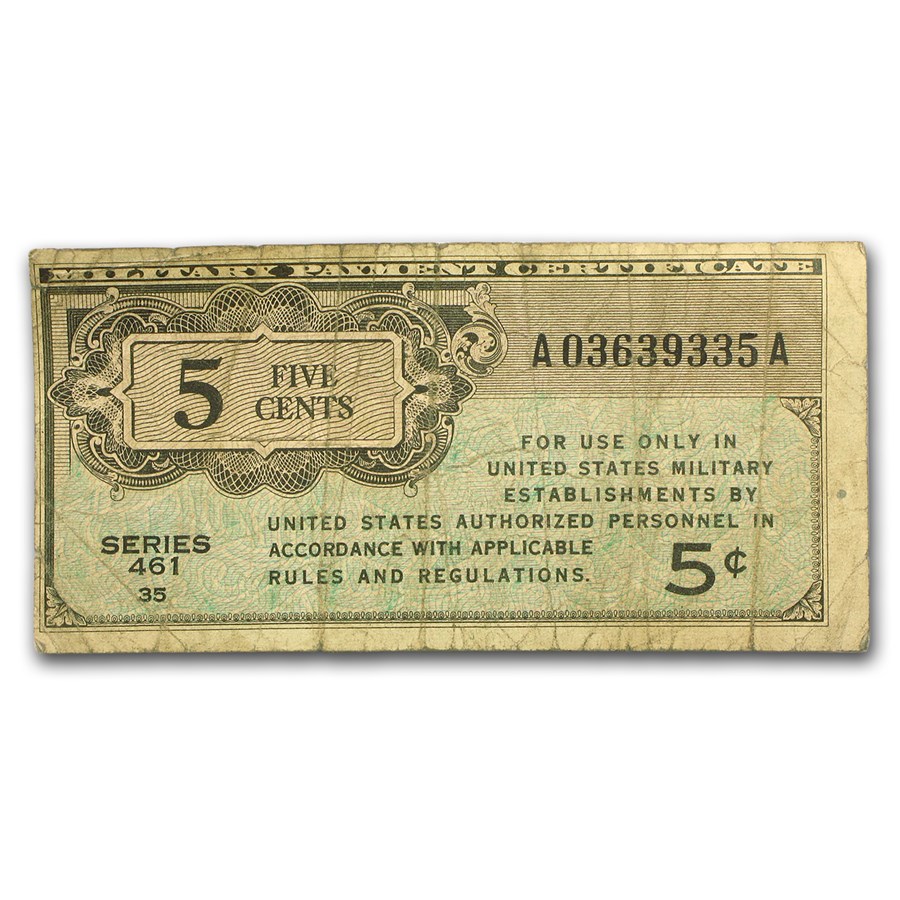 MILITARY PAYMENT CERTIFICATE
A03639335A
5 FIVE
CENTS
FOR USE ONLY IN
UNITED STATES MILITARY
ESTABLISHMENTS BY
UNITED STATES AUTHORIZED PERSONNEL IN
ACCORDANCE WITH APPLICABLE
RULES AND REGULATIONS.
SERIES
461
35
5¢